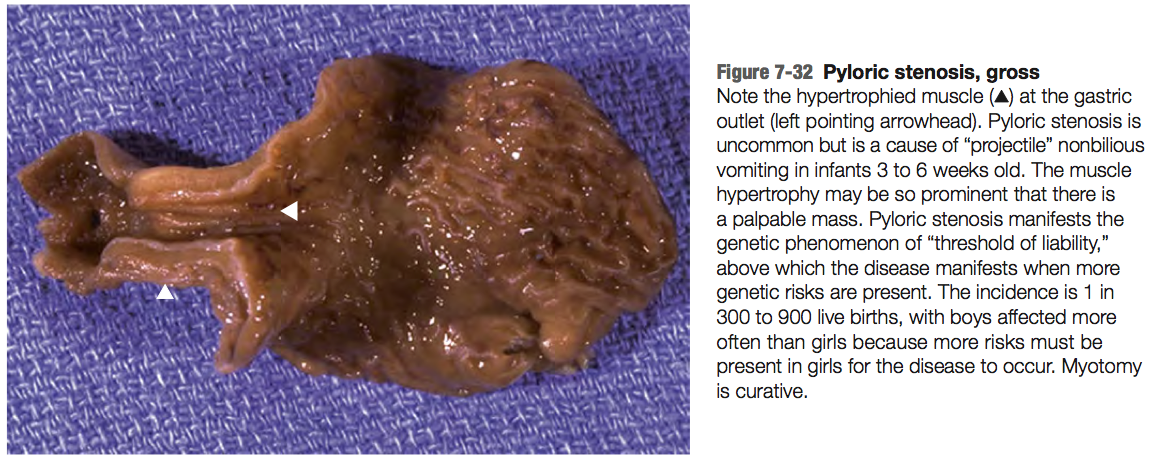 Figure 7-32 Pyloric stenosis, gross
Note the hypertrophied muscle (▲) at the gastric
outlet (left pointing arrowhead). Pyloric stenosis is
uncommon but is a cause of “projectile” nonbilious
vomiting in infants 3 to 6 weeks old. The muscle
hypertrophy may be so prominent that there is
a palpable mass. Pyloric stenosis manifests the
genetic phenomenon of “threshold of liability,”
above which the disease manifests when more
genetic risks are present. The incidence is 1 in
300 to 900 live births, with boys affected more
often than girls because more risks must be
present in girls for the disease to occur. Myotomy
is curative.